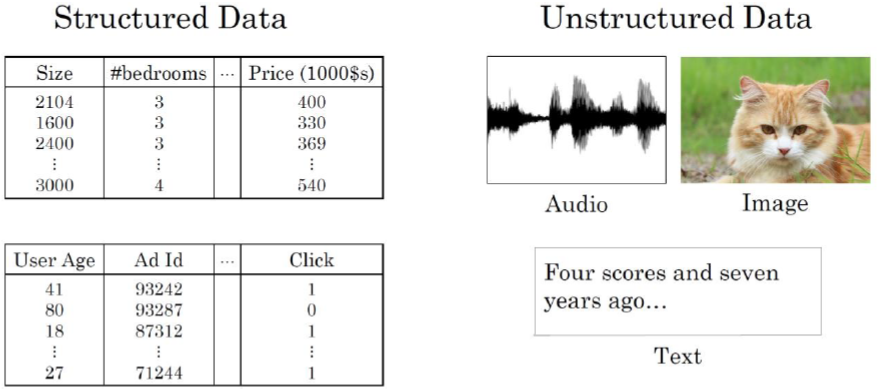 Structured Data
Size #bedrooms ... Price (1000$s)
2104 3 400
1600 3 330
2400 3 369
⋮ ⋮ ⋮
3000 4 540
User Age Ad Id ... Click
41 93242 1
80 93287 0
18 87312 1
⋮ ⋮ ⋮
27 71244 1
Unstructured Data
Audio
Image
Four scores and seven
years ago...
Text